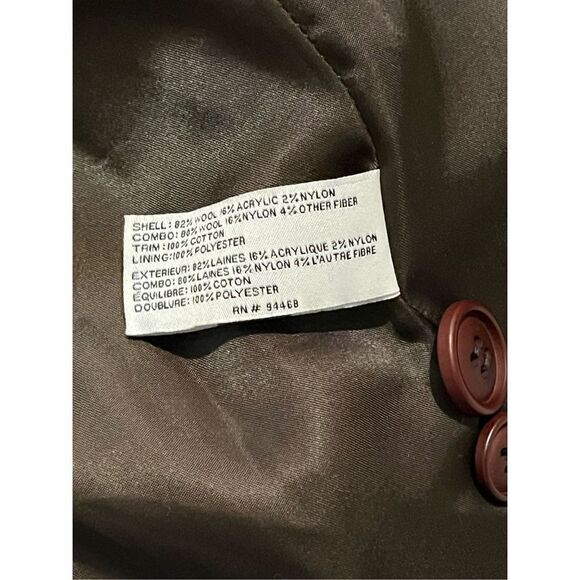 SHELL: 82% WOOL 16% ACRYLIC 2% NYLON
COMBO: 80% WOOL 16% NYLON 4% OTHER FIBER
TRIM: 100% COTTON
LINING: 100% POLYESTER
EXTERIEUR: 82% LAINES 16% ACRYLIQUE 2% NYLON
COMBO: 80% LAINES 16% NYLON 4% L'AUTRE FIBRE
ÉQUILIBRE: 100% COTON
DOUBLURE: 100% POLYESTER
RN # 94468